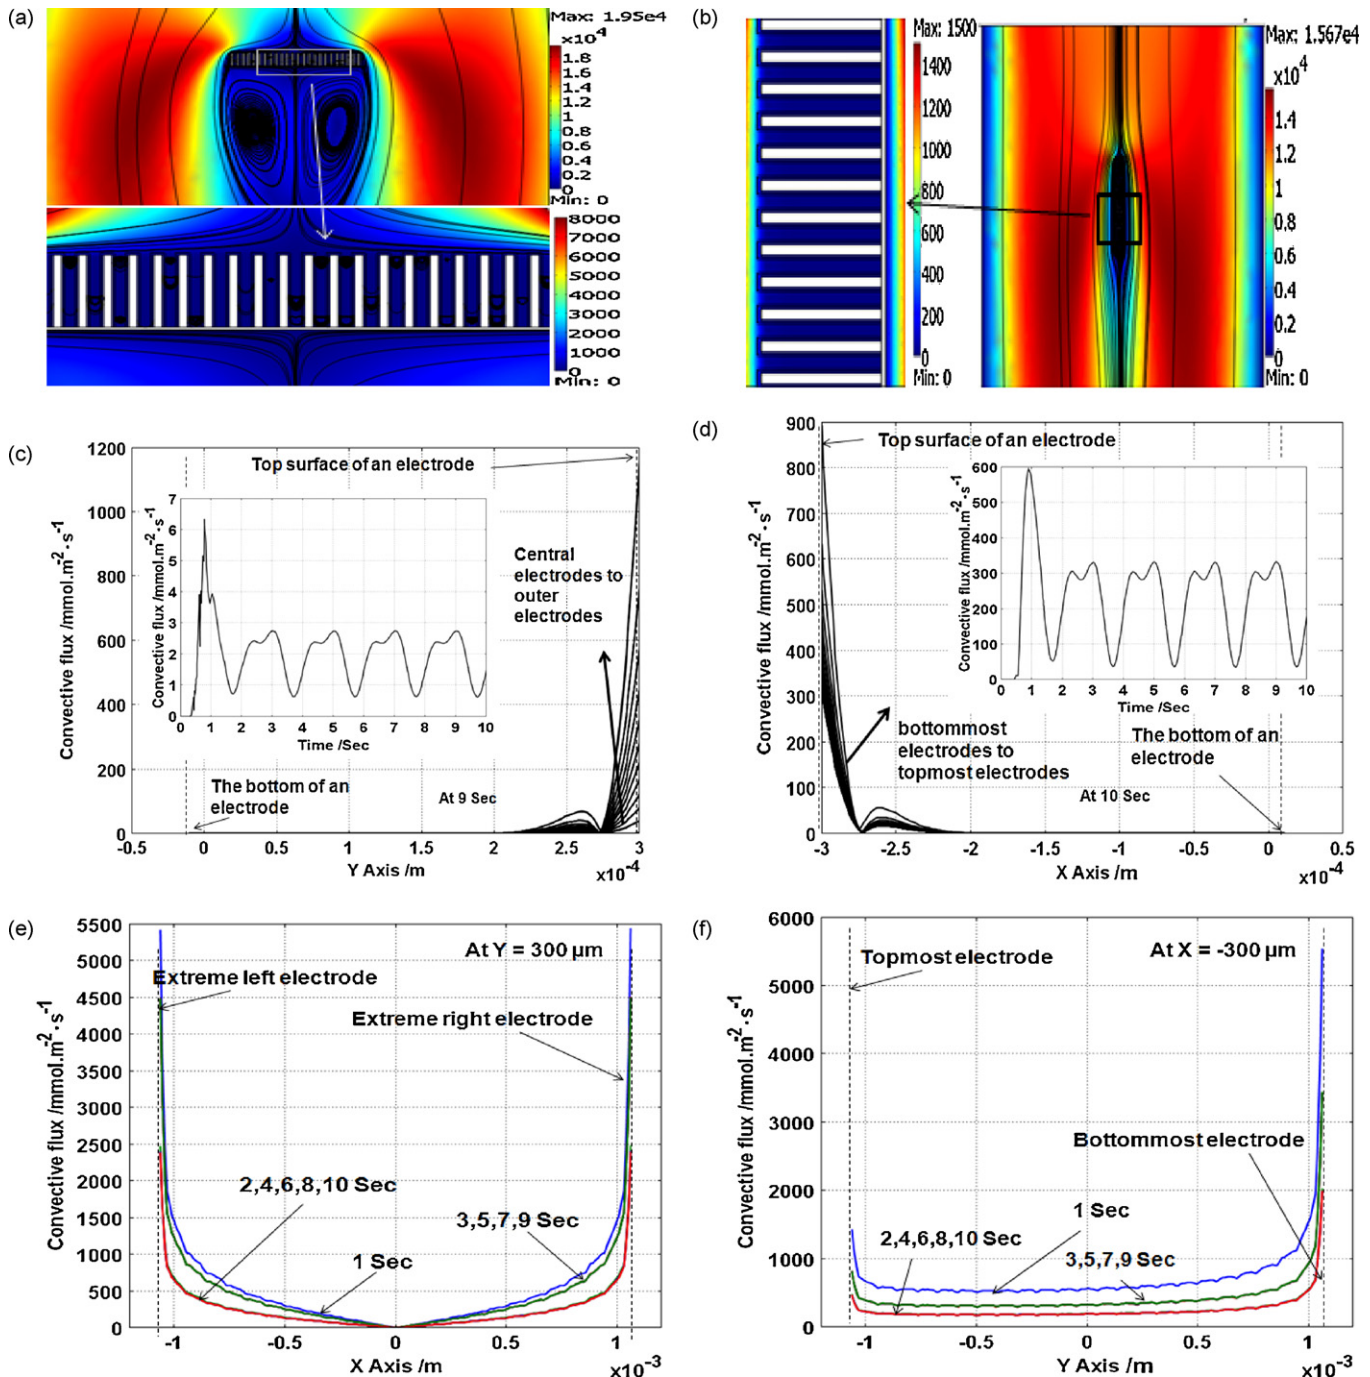 (a)
Max: 1.95e4
x10⁴
1.8
1.6
1.4
1.2
1
0.8
0.6
0.4
0.2
0
Min: 0
8000
7000
6000
5000
4000
3000
2000
1000
0
Min: 0
(b)
Max: 1500
1400
1200
1000
800
600
400
200
0
Min: 0
Max: 1.567e4
x10⁴
1.4
1.2
1
0.8
0.6
0.4
0.2
0
Min: 0
(c)
Convective flux /mmol.m⁻²·s⁻¹
1200
1000
800
600
400
200
0
-0.5 0 0.5 1 1.5 2 2.5 3
Y Axis /m
x10⁻⁴
Top surface of an electrode
Central
electrodes to
outer
electrodes
The bottom of an
electrode
At 9 Sec
Convective flux /mmol.m⁻²·s⁻¹
7
6
5
4
3
2
1
0
0 1 2 3 4 5 6 7 8 9 10
Time /Sec
(d)
Convective flux /mmol.m⁻²·s⁻¹
900
800
700
600
500
400
300
200
100
0
-3 -2.5 -2 -1.5 -1 -0.5 0 0.5
X Axis /m
x10⁻⁴
Top surface of an electrode
bottommost
electrodes to
topmost electrodes
The bottom of an
electrode
At 10 Sec
Convective flux /mmol.m⁻²·s⁻¹
600
500
400
300
200
100
0
0 1 2 3 4 5 6 7 8 9 10
Time /Sec
(e)
Convective flux /mmol.m⁻²·s⁻¹
5500
5000
4500
4000
3500
3000
2500
2000
1500
1000
500
0
-1 -0.5 0 0.5 1
X Axis /m
x10⁻³
At Y = 300 µm
Extreme left electrode
Extreme right electrode
2,4,6,8,10 Sec
3,5,7,9 Sec
1 Sec
(f)
Convective flux /mmol.m⁻²·s⁻¹
6000
5000
4000
3000
2000
1000
0
-1 -0.5 0 0.5 1
Y Axis /m
x10⁻³
At X = -300 µm
Topmost electrode
Bottommost electrode
1 Sec
2,4,6,8,10 Sec
3,5,7,9 Sec